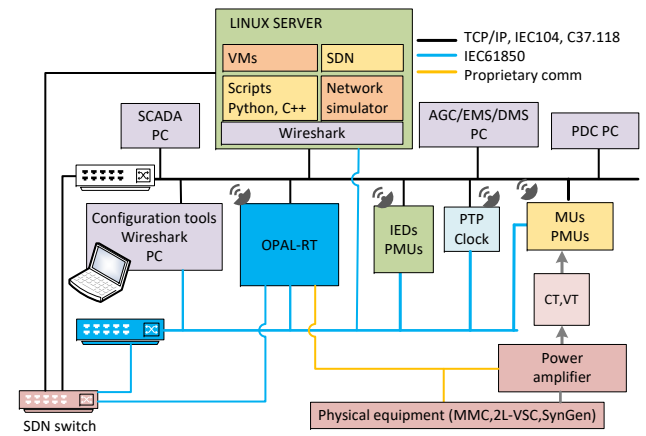 LINUX SERVER
VMs
SDN
Scripts
Python, C++
Network
simulator
Wireshark
TCP/IP, IEC104, C37.118
IEC61850
Proprietary comm
SCADA
PC
AGC/EMS/DMS
PC
PDC PC
Configuration tools
Wireshark
PC
OPAL-RT
IEDs
PMUs
PTP
Clock
MUs
PMUs
CT,VT
Power
amplifier
Physical equipment (MMC,2L-VSC,SynGen)
SDN switch